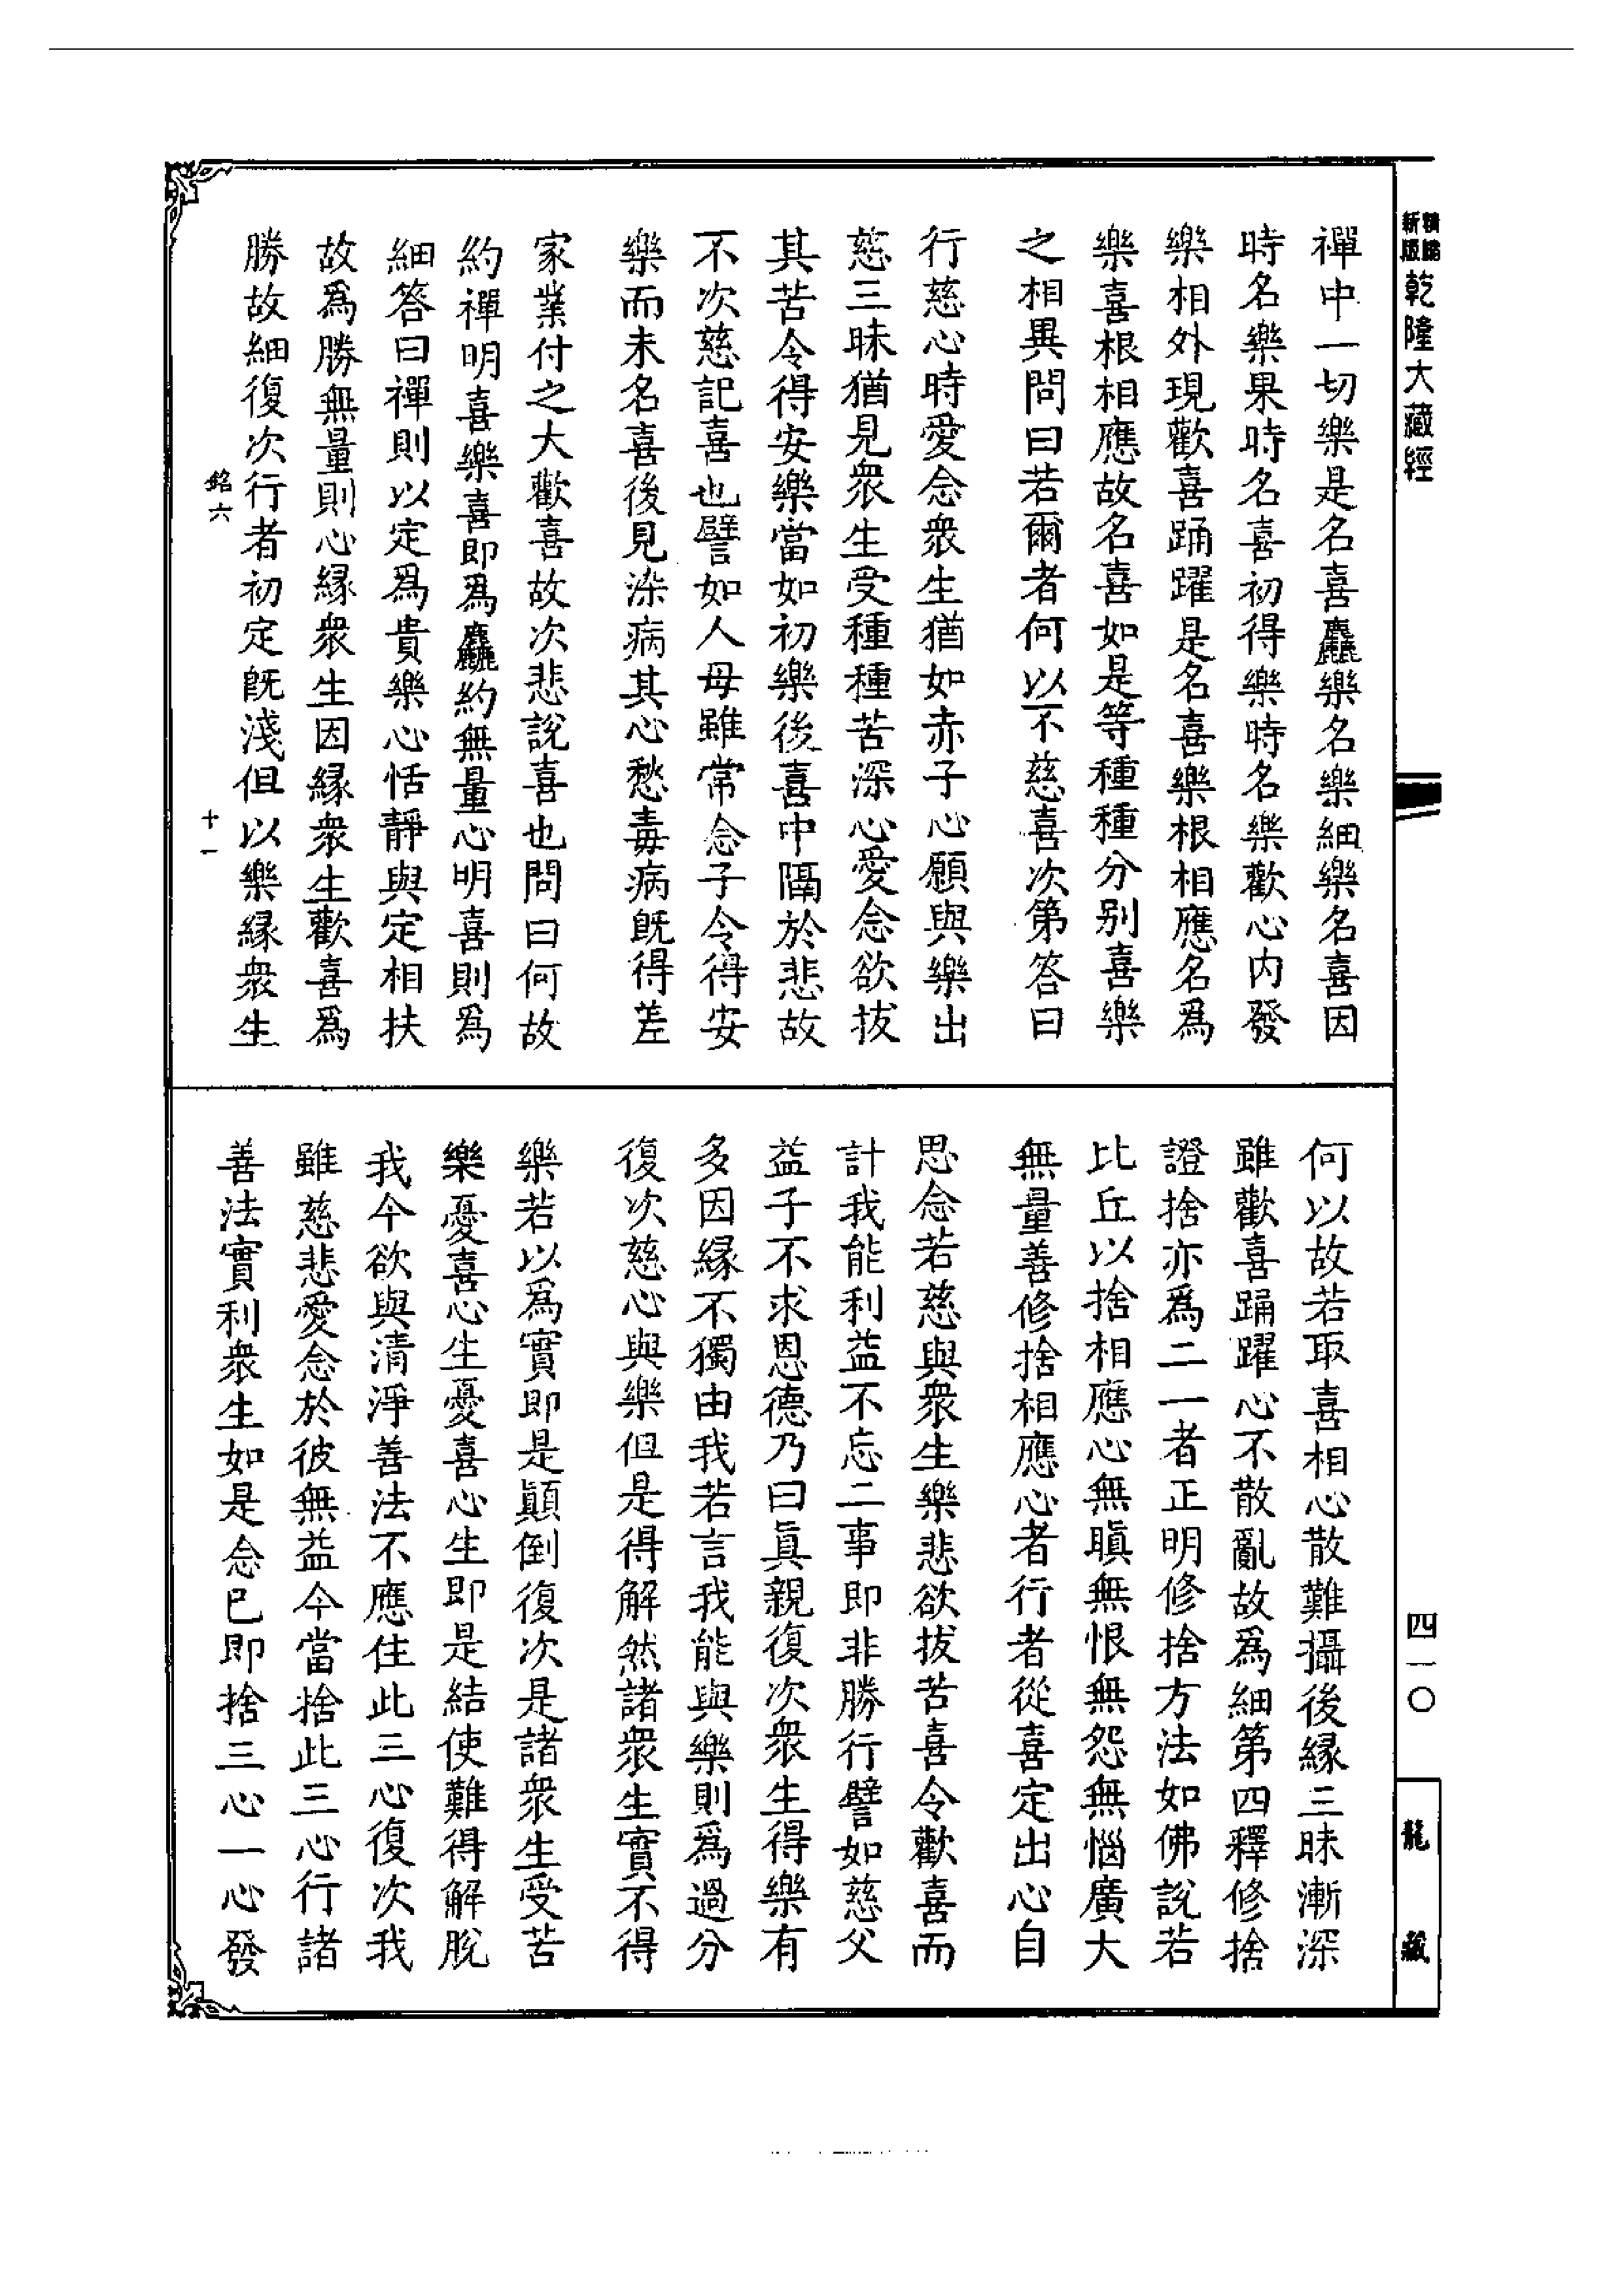 精縮
新版
乾隆大藏經
四一〇
龍藏
禪中一切樂是名喜麤樂名樂細樂名喜因
時名樂果時名喜初得樂時名樂歡心内發
樂相外現歡喜踊躍是名喜樂根相應名為
樂喜根相應故名喜如是等種種分别喜樂
之相異問曰若爾者何以不慈喜次第答曰
行慈心時愛念衆生猶如赤子心願與樂出
慈三昧猶見衆生受種種苦深心愛念欲拔
其苦令得安樂當如初樂後喜中隔於悲故
不次慈記喜也譬如人母雖常念子令得安
樂而未名喜後見染病其心愁毒病既得差
家業付之大歡喜故次悲説喜也問曰何故
約禪明喜樂喜即為麤約無量心明喜則為
細答曰禪則以定為貴樂心恬靜與定相扶
故為勝無量則心縁衆生因縁衆生歡喜為
勝故細復次行者初定既淺但以樂縁衆生
銘六
十一
何以故若取喜相心散難攝後縁三昧漸深
雖歡喜踊躍心不散亂故為細第四釋修捨
證捨亦為二一者正明修捨方法如佛説若
比丘以捨相應心無瞋無恨無怨無惱廣大
無量善修捨相應心者行者從喜定出心自
思念若慈與衆生樂悲欲拔苦喜令歡喜而
計我能利益不忘二事即非勝行譬如慈父
益子不求恩德乃曰眞親復次衆生得樂有
多因縁不獨由我若言我能與樂則為過分
復次慈心與樂但是得解然諸衆生實不得
樂若以為實即是顛倒復次是諸衆生受苦
樂憂喜心生憂喜心生即是結使難得解脱
我今欲與清淨善法不應住此三心復次我
雖慈悲愛念於彼無益今當捨此三心行諸
善法實利衆生如是念已即捨三心一心發